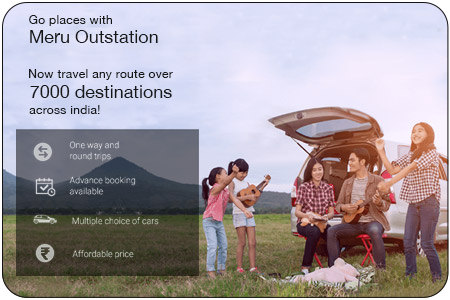 Go places with
Meru Outstation
Now travel any route over
7000 destinations
across india!
One way and
round trips
Advance booking
available
Multiple choice of cars
Affordable price